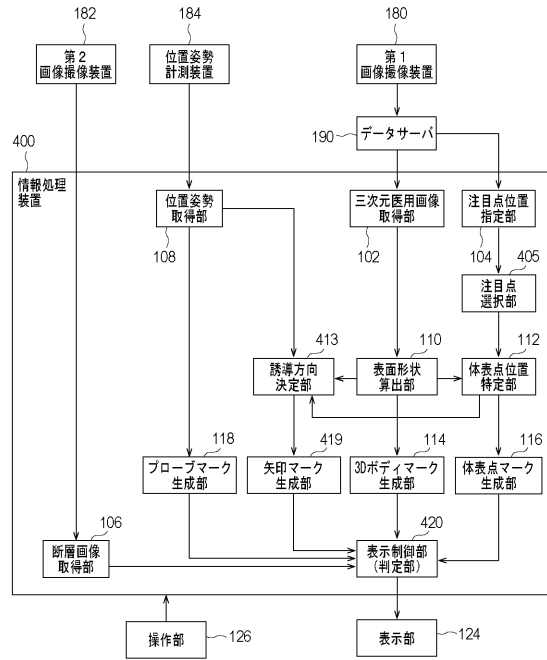 182
184
180
第2
画像撮像装置
位置姿勢
計測装置
第1
画像撮像装置
190
データサーバ
400
情報処理
装置
位置姿勢
取得部
三次元医用画像
取得部
注目点位置
指定部
108
102
104
405
注目点
選択部
413
110
112
誘導方向
決定部
表面形状
算出部
体表点位置
特定部
118
419
114
116
プローブマーク
生成部
矢印マーク
生成部
3Dボディマーク
生成部
体表点マーク
生成部
106
420
断層画像
取得部
表示制御部
(判定部)
操作部
126
表示部
124